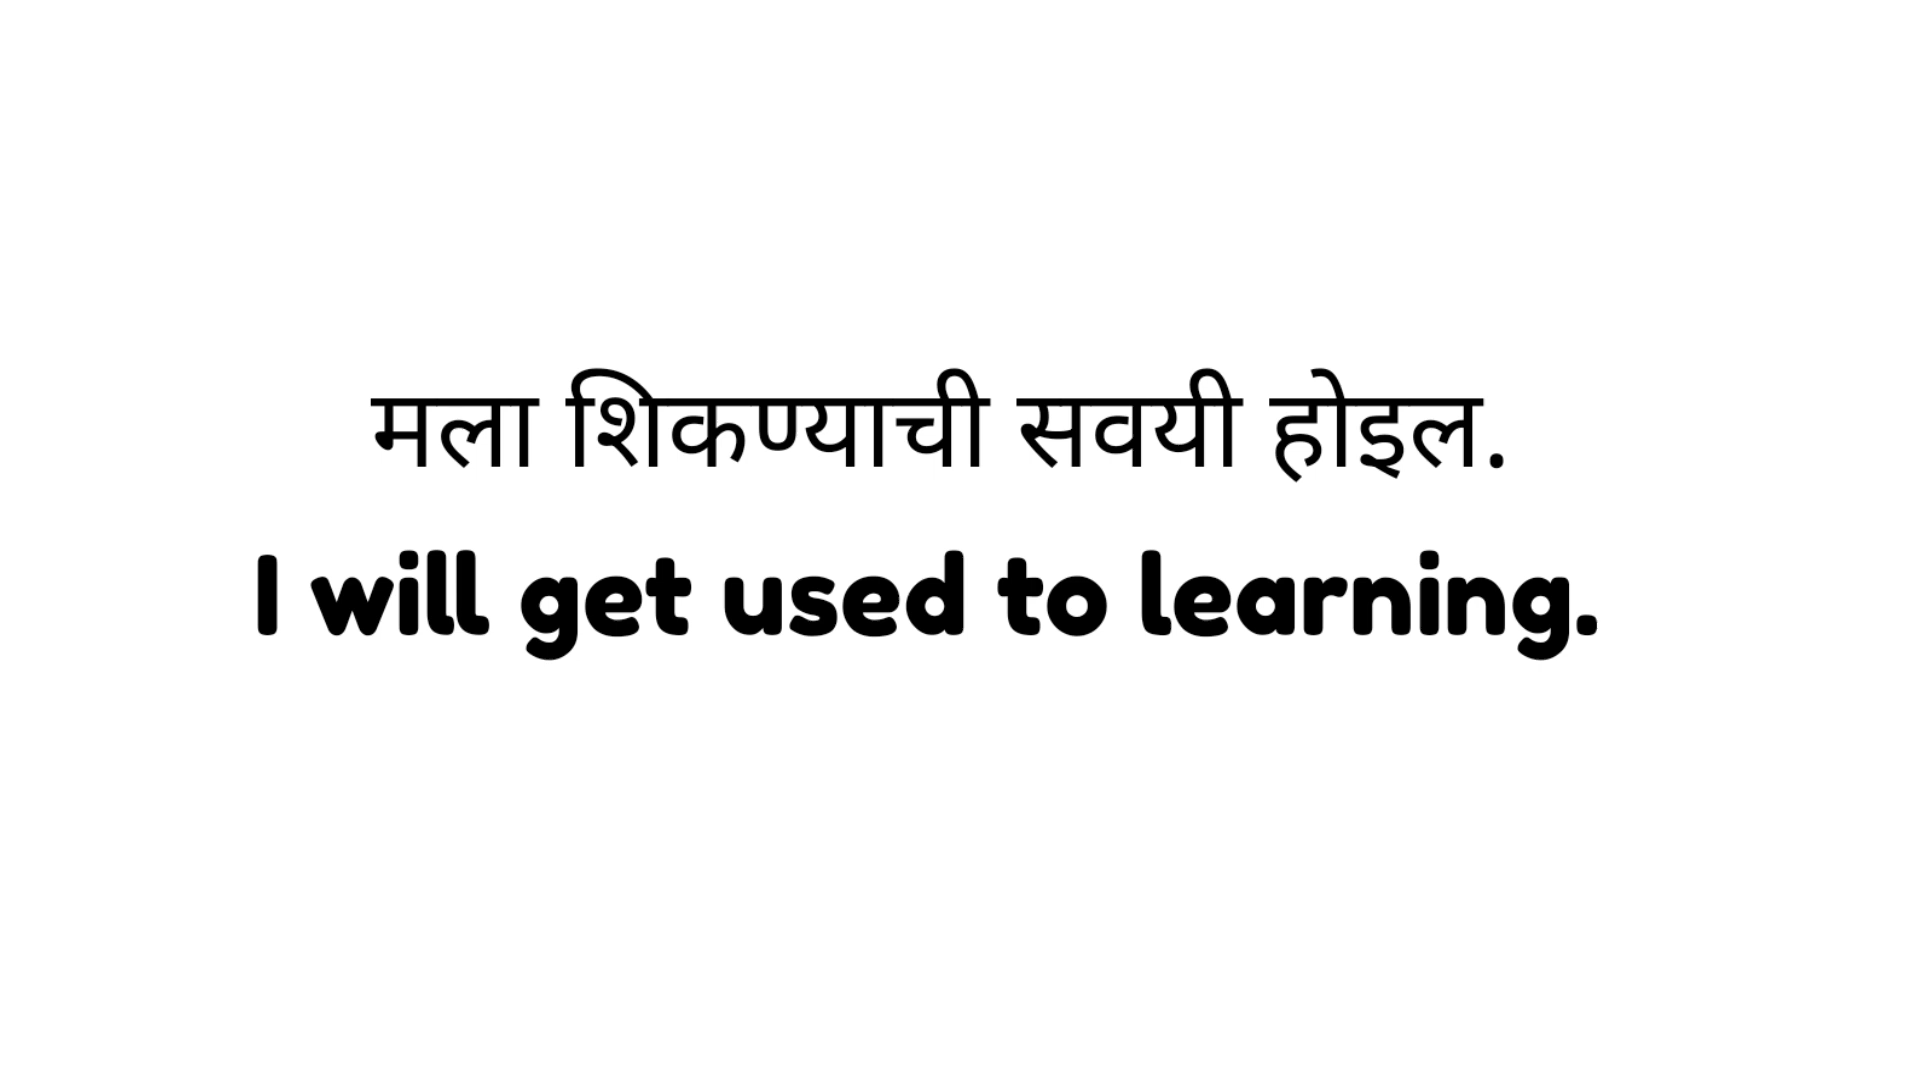 मला शिकण्याची सवयी होइल.
I will get used to learning.